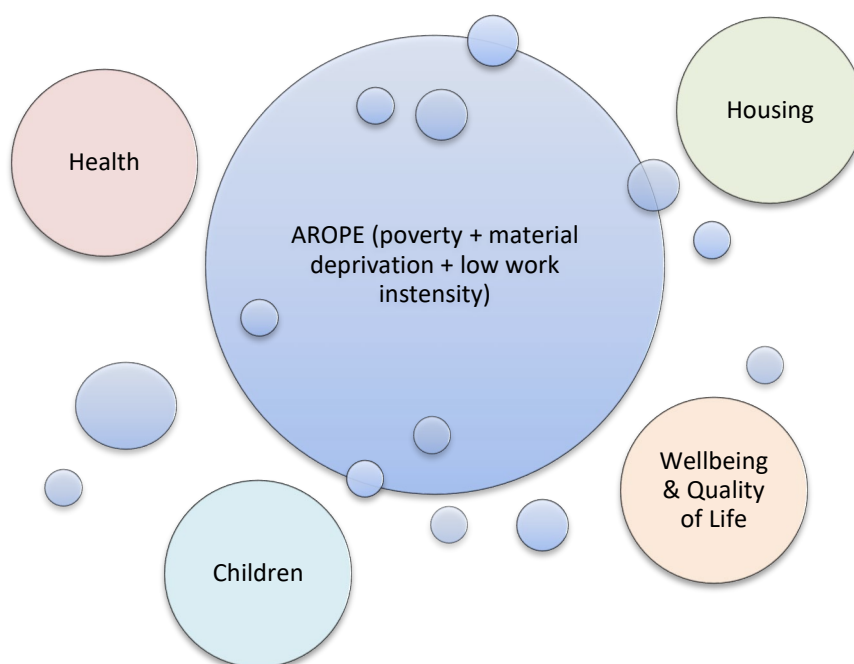 Housing
Health
AROPE (poverty + material
deprivation + low work
instensity)
Wellbeing
& Quality
of Life
Children